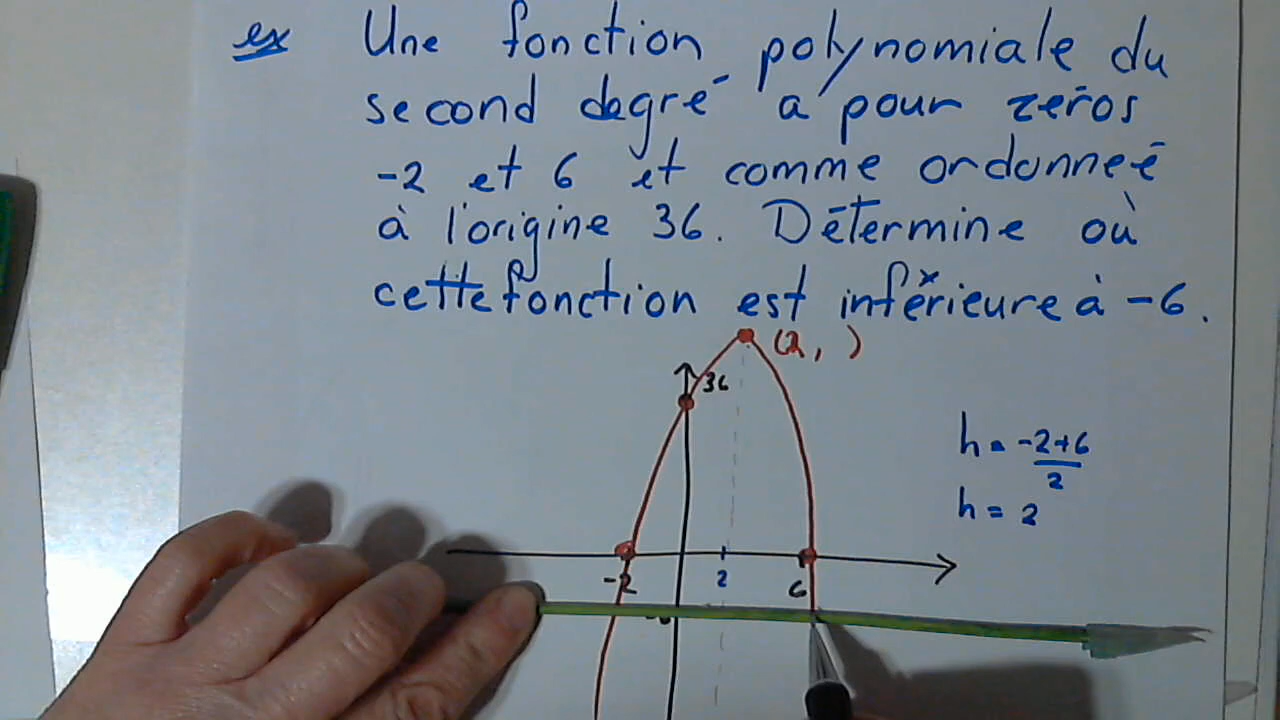 ex Une fonction polynomiale du
second degré a pour zéros
-2 et 6 et comme ordonneé
à l'origine 36. Détermine où
cette fonction est inférieure à -6.
(2, )
36
h = -2+6
2
h = 2
-2 2 6